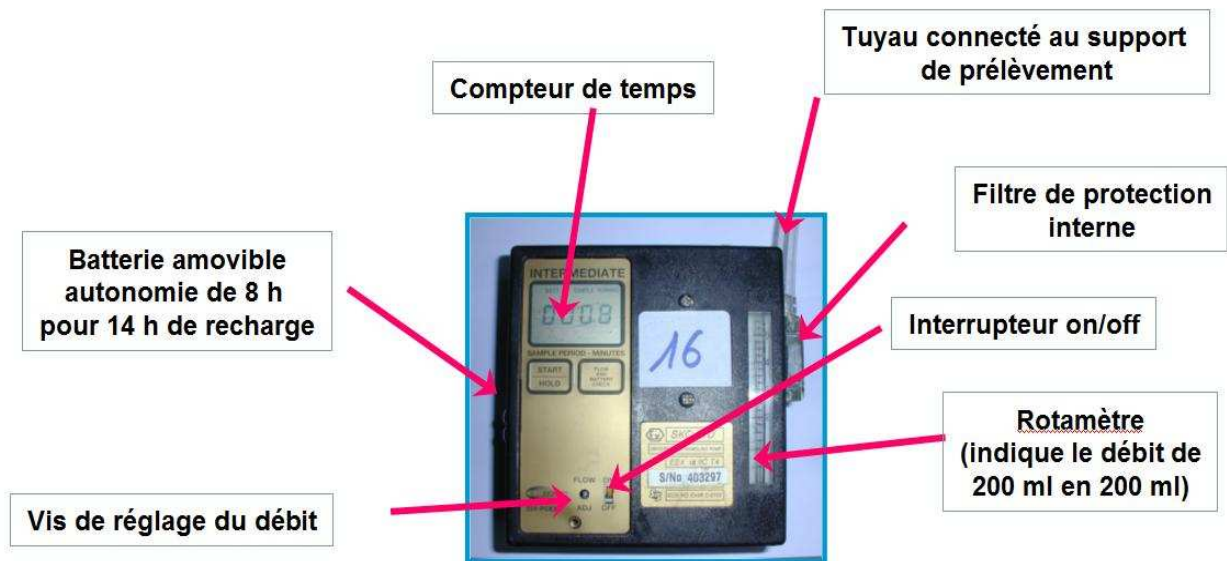 Tuyau connecté au support
de prélèvement
Compteur de temps
Filtre de protection
interne
Batterie amovible
autonomie de 8 h
pour 14 h de recharge
Interrupteur on/off
Rotamètre
(indique le débit de
200 ml en 200 ml)
Vis de réglage du débit
INTERMEDIATE
0008
SAMPLE PERIOD - MINUTES
START
HOLD
FLOW
AND
BATTERY
CHECK
16
S/No 403297
FLOW
ADJ
OFF